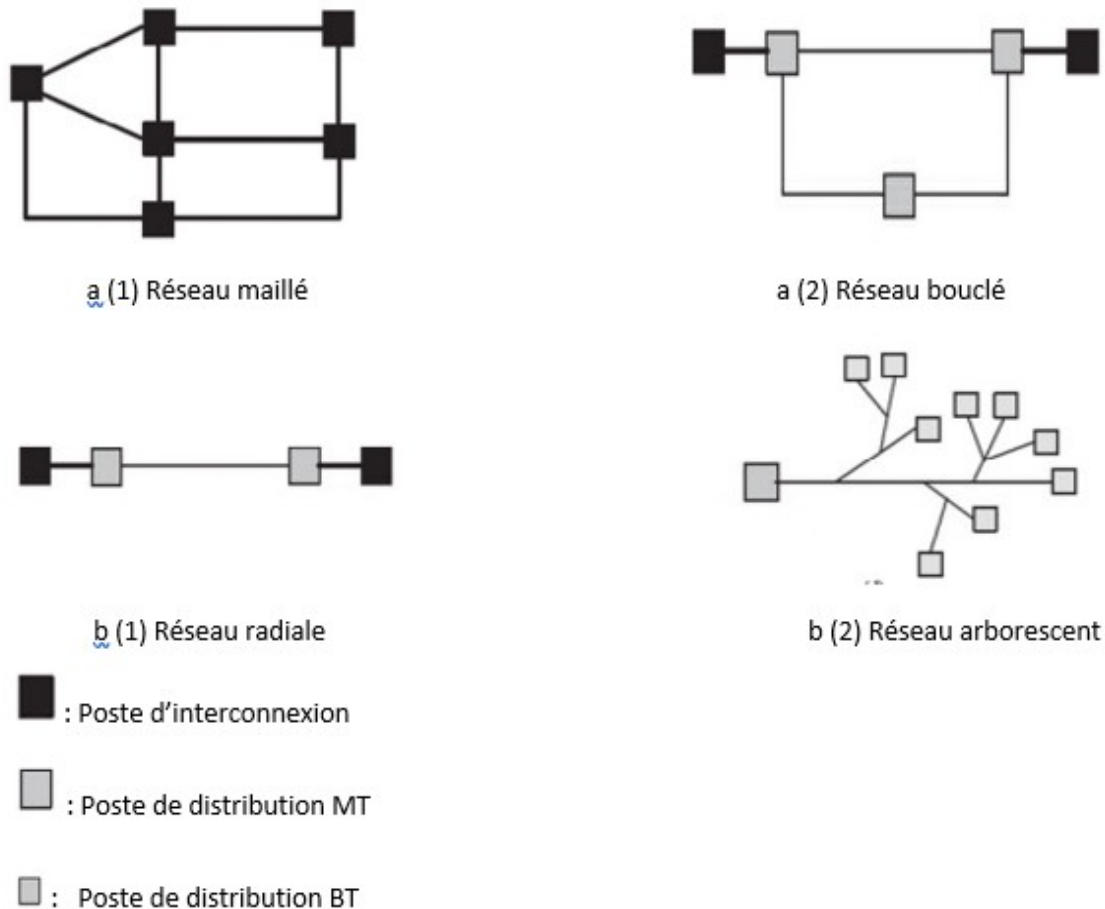 a (1) Réseau maillé
a (2) Réseau bouclé
b (1) Réseau radiale
b (2) Réseau arborescent
: Poste d’interconnexion
: Poste de distribution MT
: Poste de distribution BT